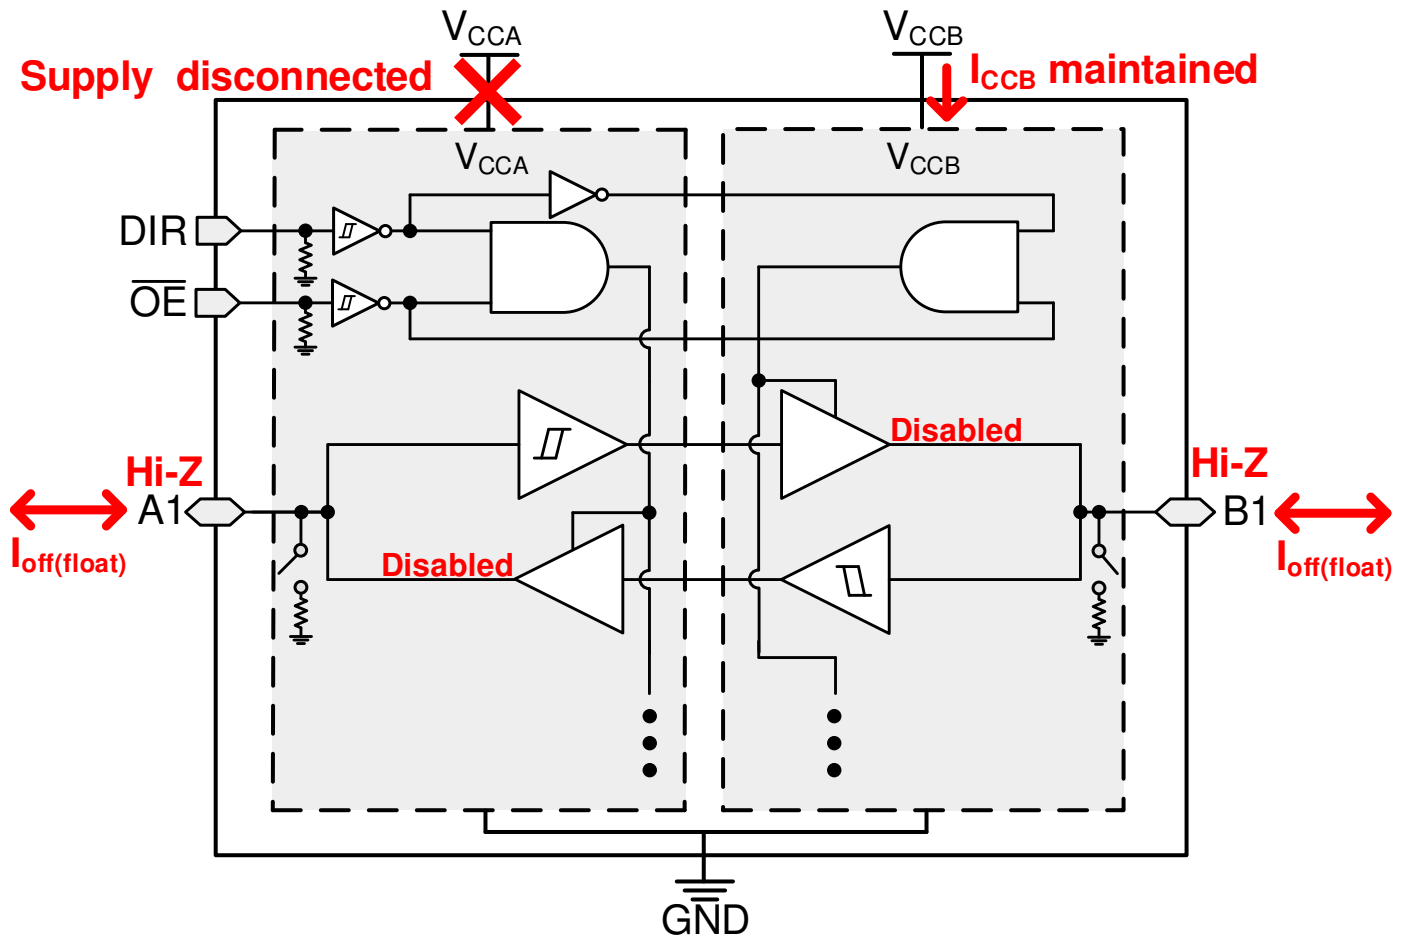 VCCA
VCCB
Supply disconnected
ICCB maintained
VCCA
VCCB
DIR
OE
Disabled
Hi-Z
Hi-Z
A1
B1
Ioff(float)
Disabled
Ioff(float)
GND